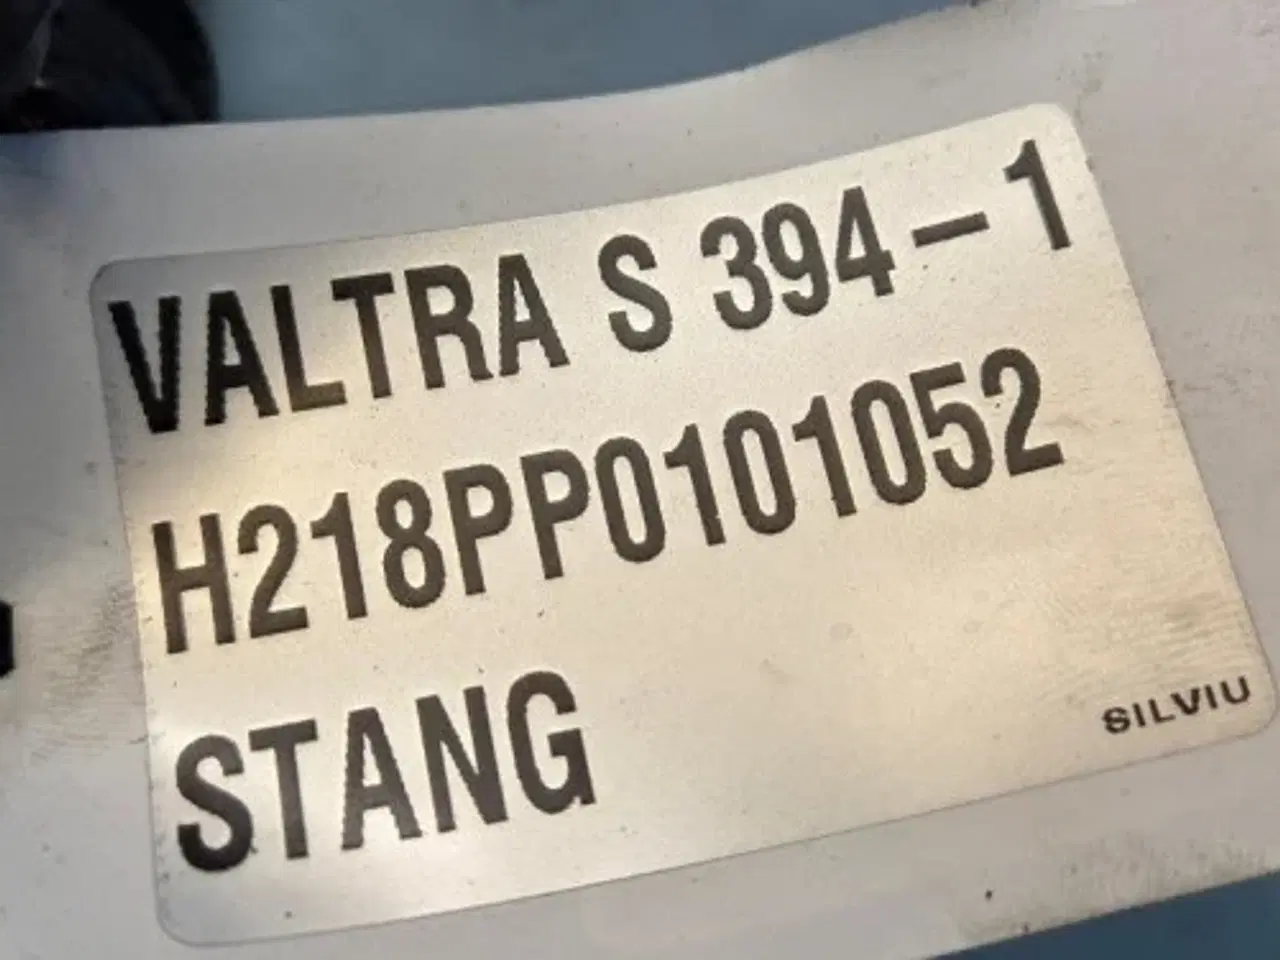 VALTRA S 394-1
H218PP0101052
STANG
SILVIU